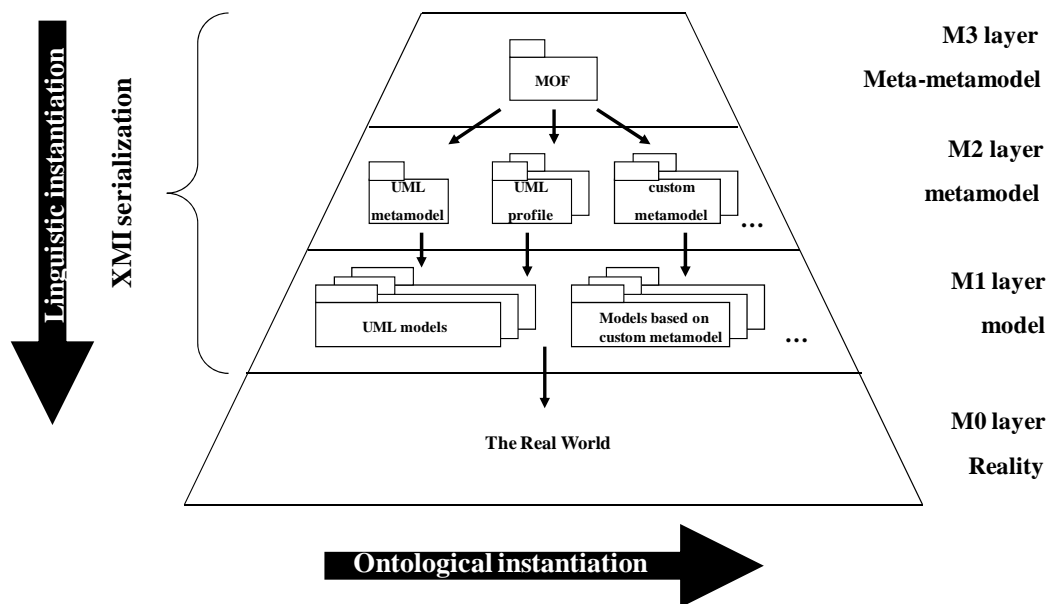 M3 layer
Meta-metamodel
MOF
M2 layer
metamodel
UML
metamodel
UML
profile
custom
metamodel
...
M1 layer
model
UML models
Models based on
custom metamodel
...
M0 layer
Reality
The Real World
Linguistic instantiation
XMI serialization
Ontological instantiation